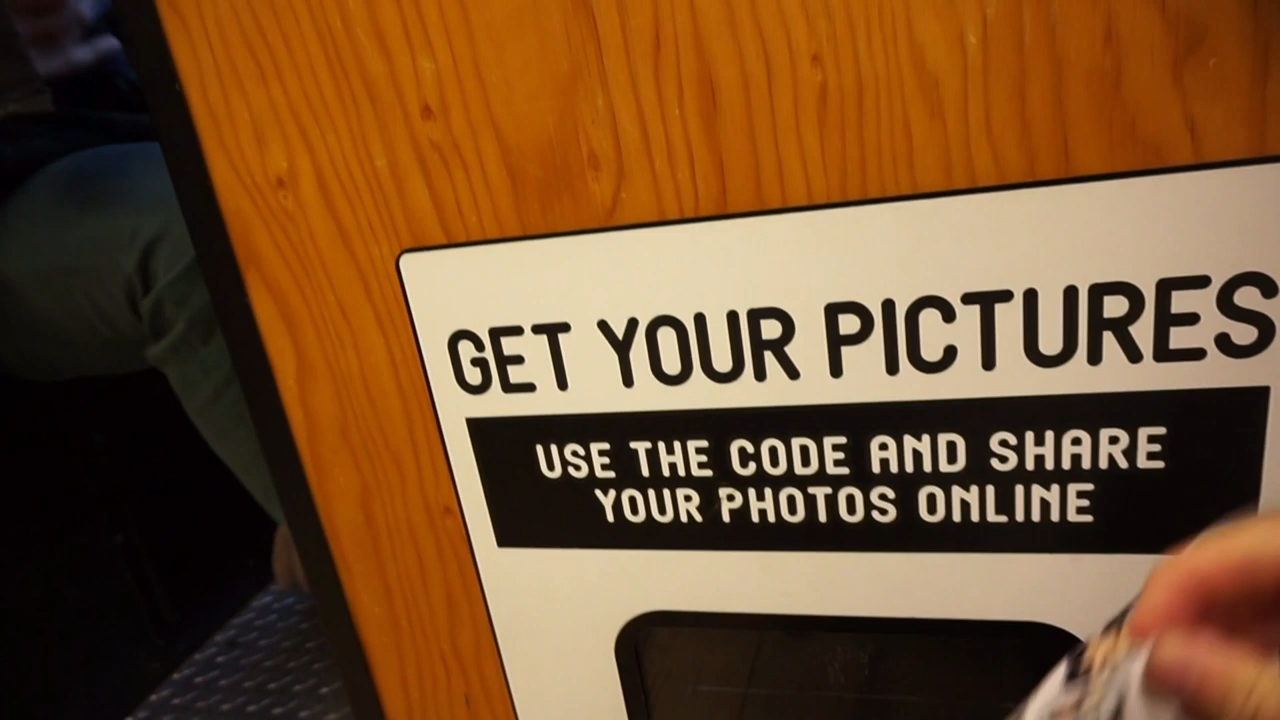 GET YOUR PICTURES
USE THE CODE AND SHARE
YOUR PHOTOS ONLINE